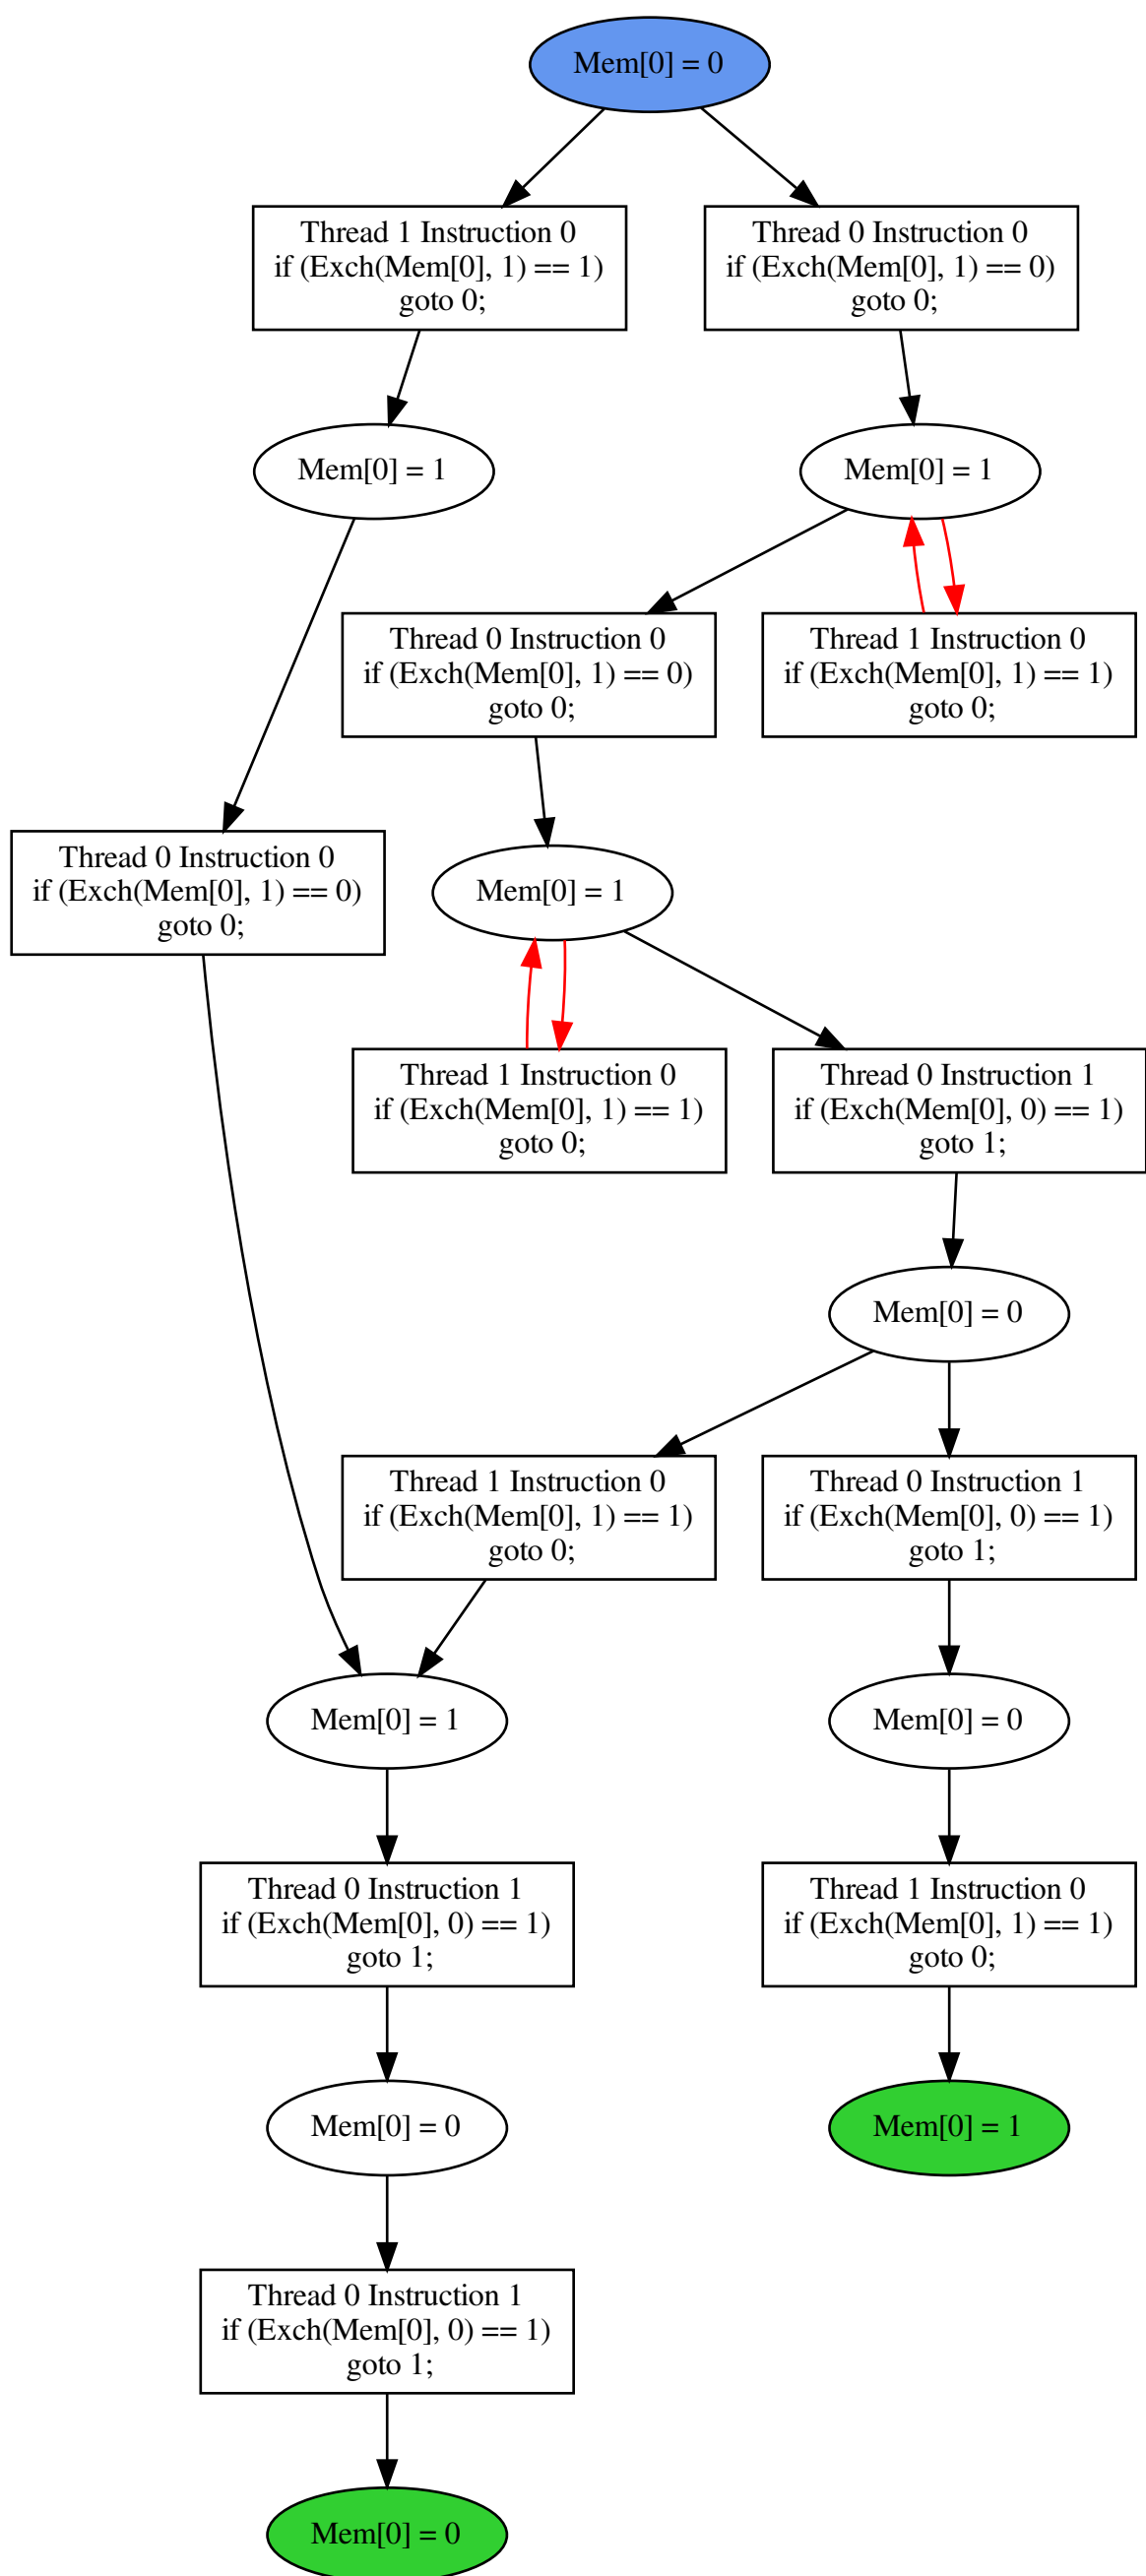 Mem[0] = 0
Thread 1 Instruction 0
if (Exch(Mem[0], 1) == 1)
goto 0;
Thread 0 Instruction 0
if (Exch(Mem[0], 1) == 0)
goto 0;
Mem[0] = 1
Mem[0] = 1
Thread 0 Instruction 0
if (Exch(Mem[0], 1) == 0)
goto 0;
Thread 1 Instruction 0
if (Exch(Mem[0], 1) == 1)
goto 0;
Thread 0 Instruction 0
if (Exch(Mem[0], 1) == 0)
goto 0;
Mem[0] = 1
Thread 1 Instruction 0
if (Exch(Mem[0], 1) == 1)
goto 0;
Thread 0 Instruction 1
if (Exch(Mem[0], 0) == 1)
goto 1;
Mem[0] = 0
Thread 1 Instruction 0
if (Exch(Mem[0], 1) == 1)
goto 0;
Thread 0 Instruction 1
if (Exch(Mem[0], 0) == 1)
goto 1;
Mem[0] = 1
Mem[0] = 0
Thread 0 Instruction 1
if (Exch(Mem[0], 0) == 1)
goto 1;
Thread 1 Instruction 0
if (Exch(Mem[0], 1) == 1)
goto 0;
Mem[0] = 0
Mem[0] = 1
Thread 0 Instruction 1
if (Exch(Mem[0], 0) == 1)
goto 1;
Mem[0] = 0